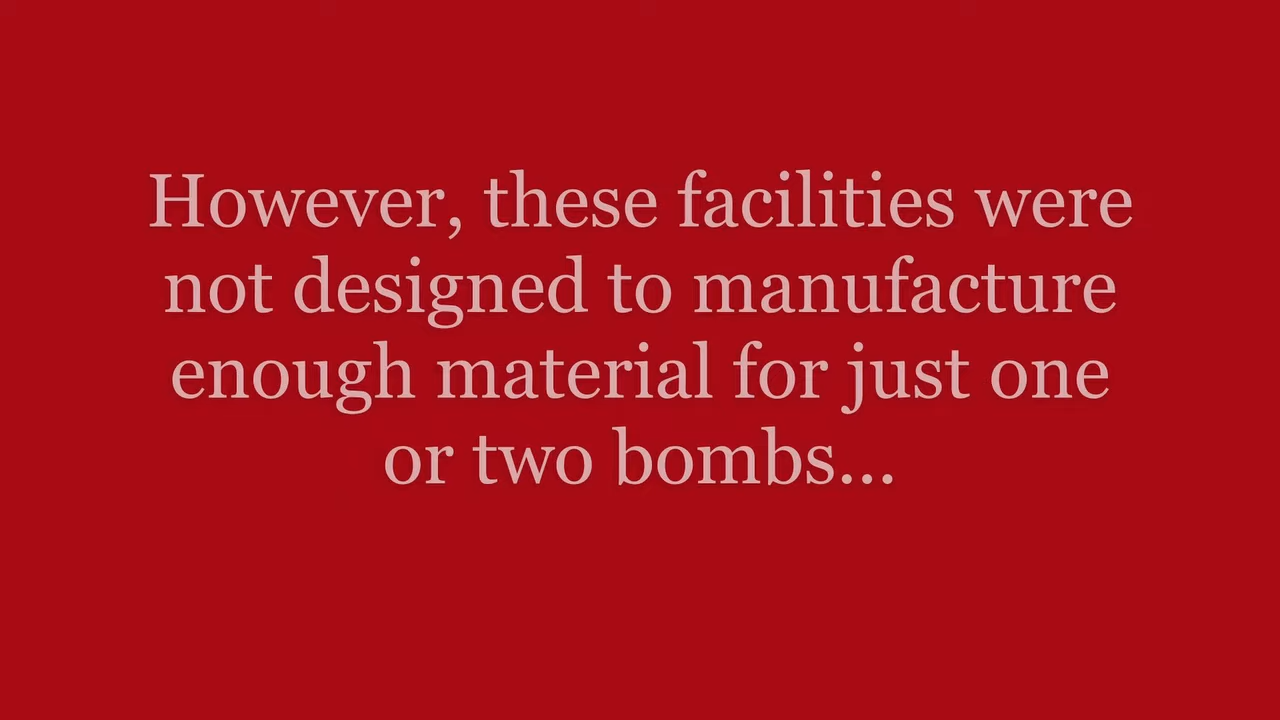 However, these facilities were
not designed to manufacture
enough material for just one
or two bombs...